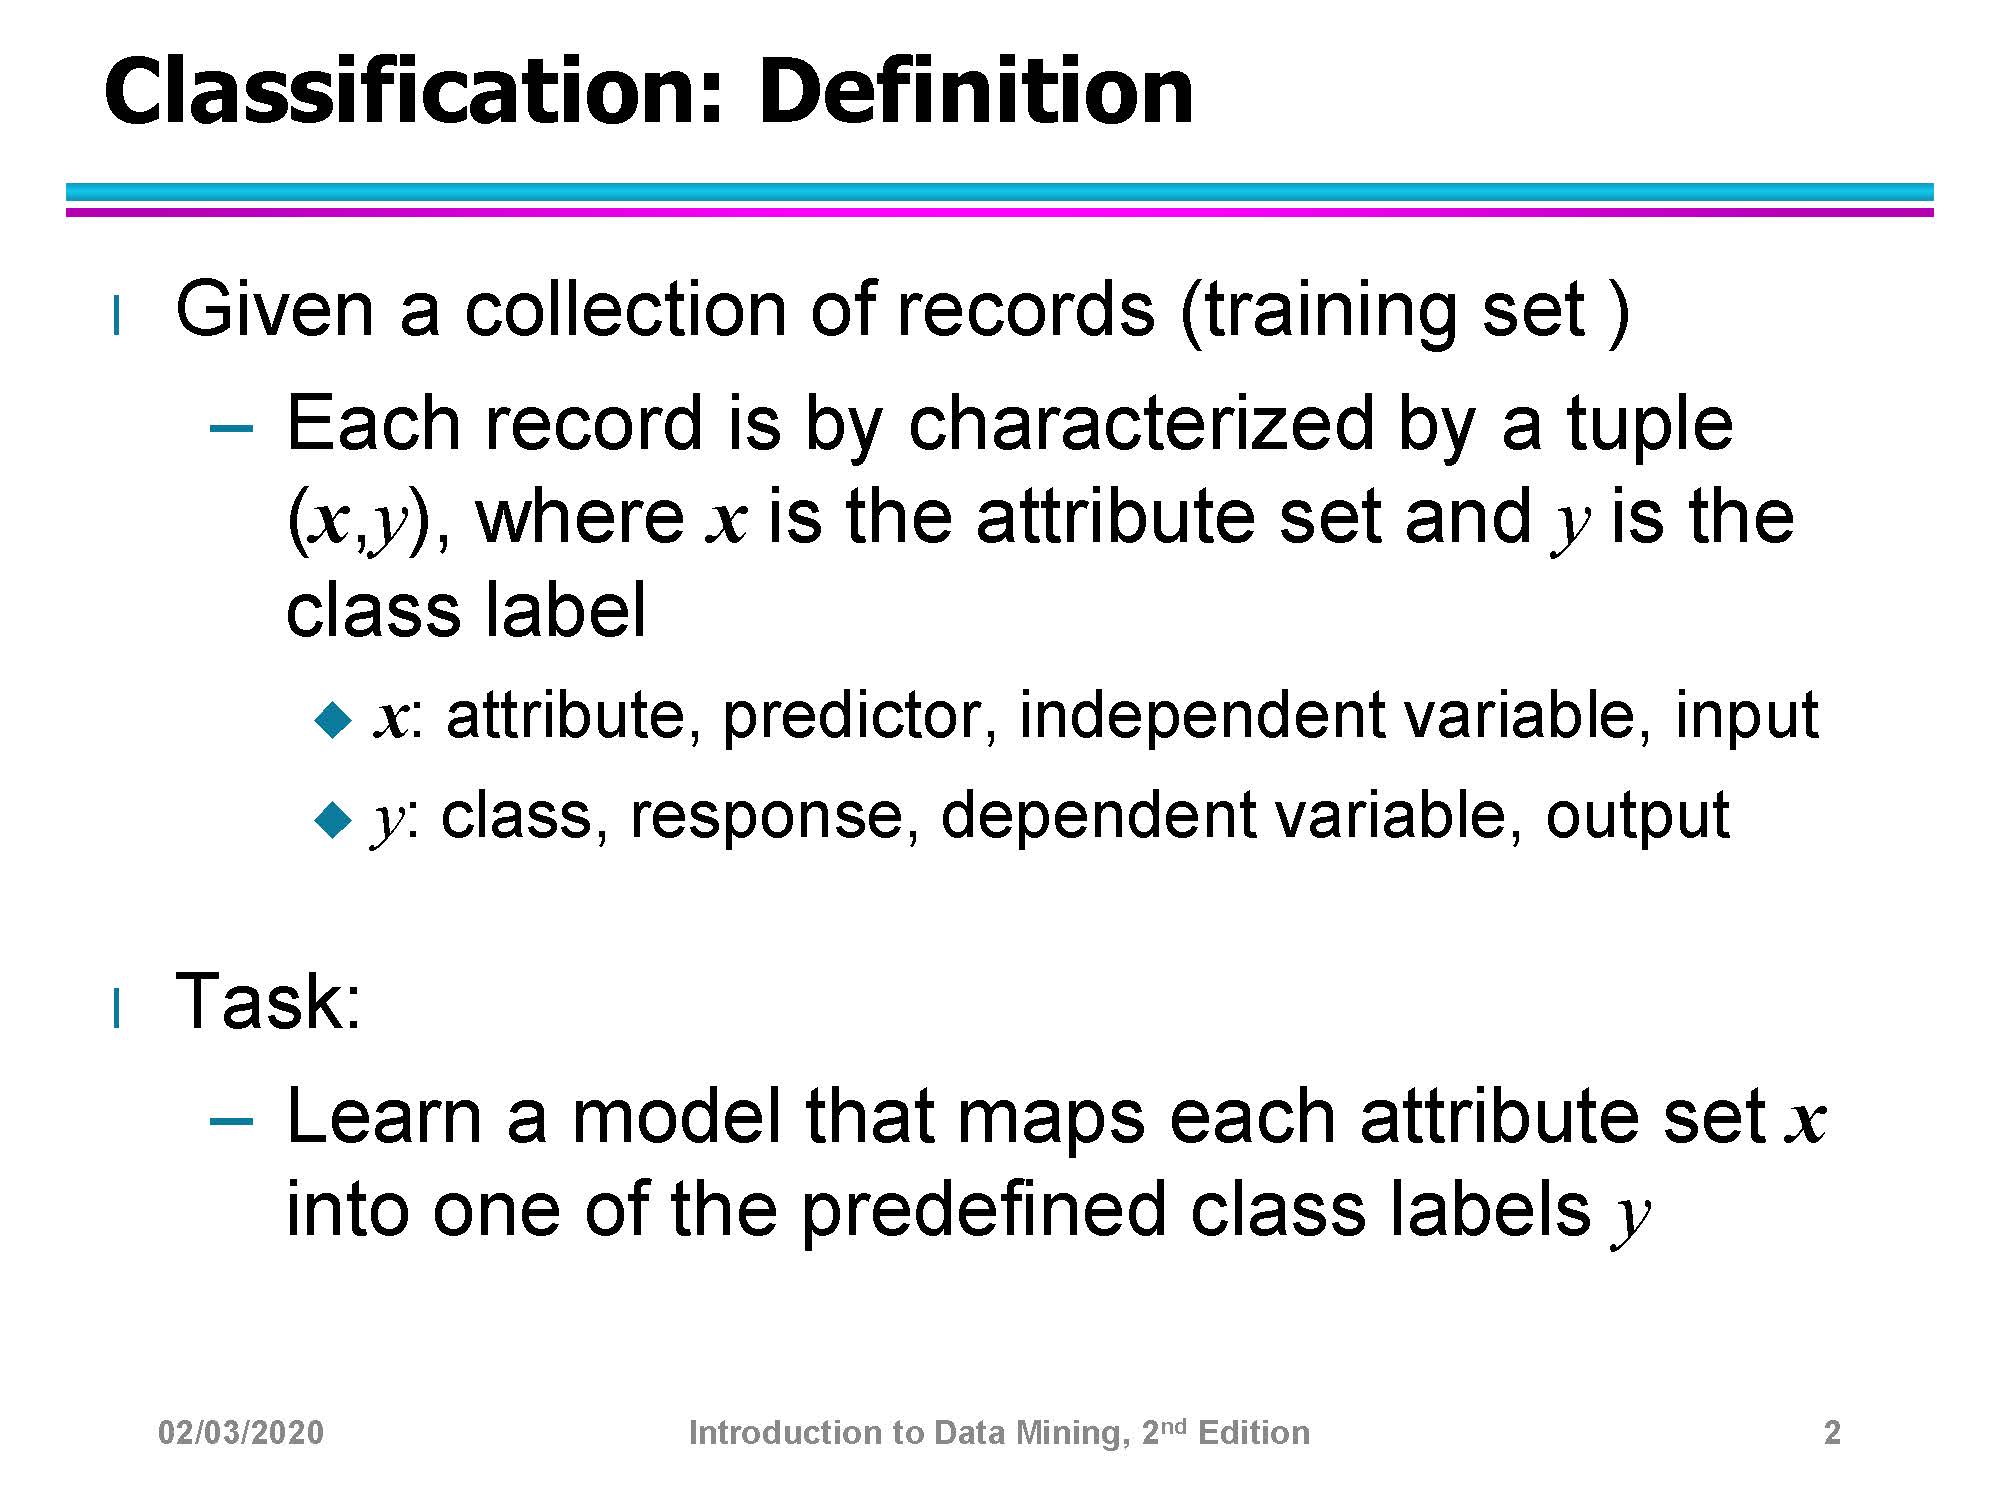 Classification: Definition
l Given a collection of records (training set )
– Each record is by characterized by a tuple
(x,y), where x is the attribute set and y is the
class label
◆ x: attribute, predictor, independent variable, input
◆ y: class, response, dependent variable, output
l Task:
– Learn a model that maps each attribute set x
into one of the predefined class labels y
02/03/2020 Introduction to Data Mining, 2nd Edition 2